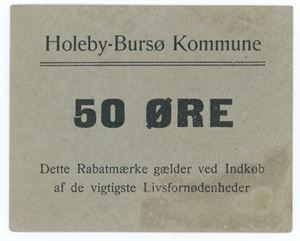 Holeby-Bursø Kommune
50 ØRE
Dette Rabatmærke gælder ved Indkøb
af de vigtigste Livsfornødenheder